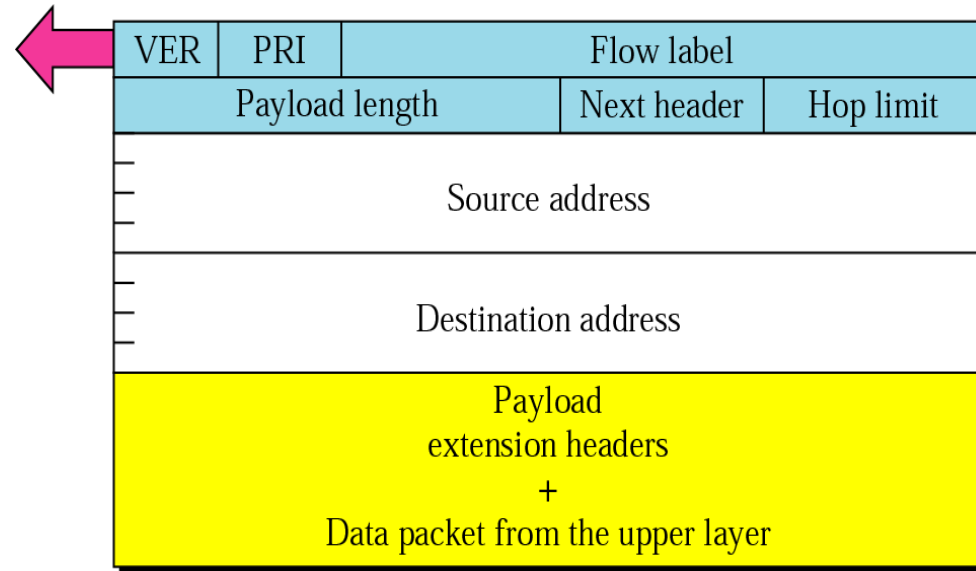 VER PRI Flow label
Payload length Next header Hop limit
Source address
Destination address
Payload
extension headers
+
Data packet from the upper layer